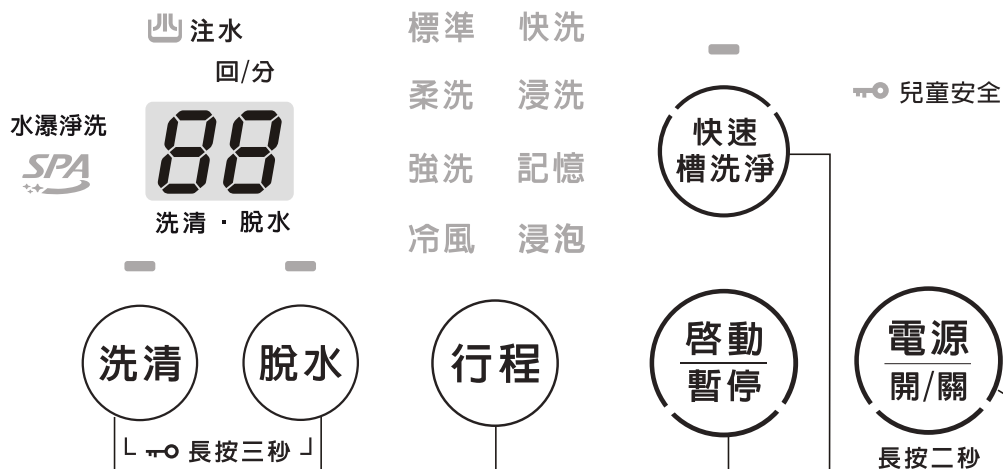 注水
回/分
水瀑淨洗
SPA
88
洗清・脫水
標準 快洗
柔洗 浸洗
強洗 記憶
冷風 浸泡
快速
槽洗淨
兒童安全
洗清
脫水
行程
啓動
暫停
電源
開/關
長按三秒
長按二秒